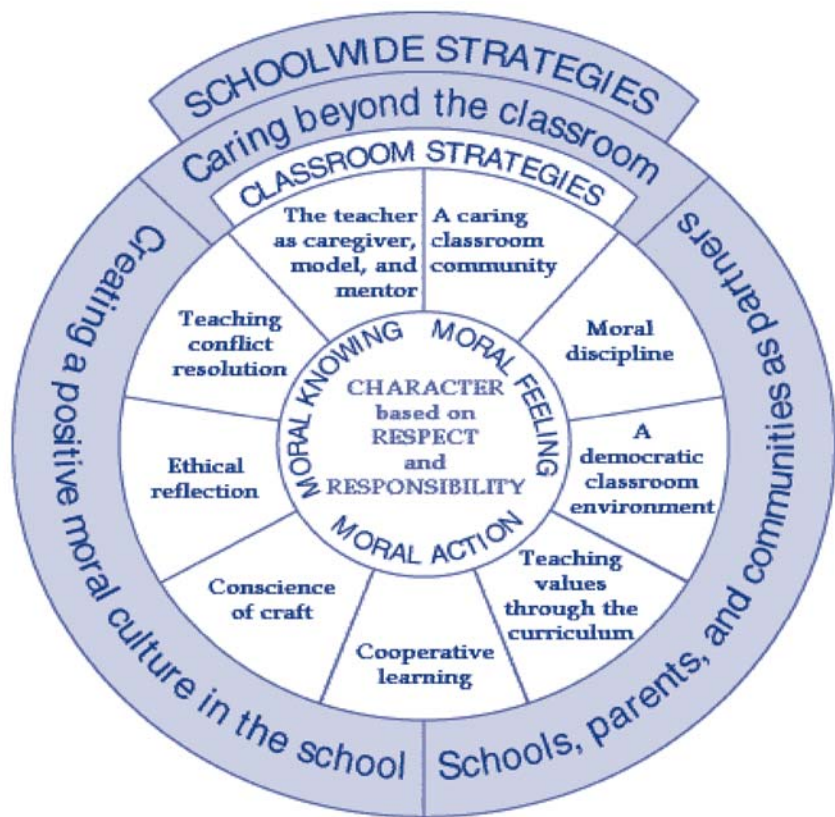 SCHOOLWIDE STRATEGIES
Caring beyond the classroom
CLASSROOM STRATEGIES
The teacher
as caregiver,
model, and
mentor
A caring
classroom
community
Moral
discipline
A
democratic
classroom
environment
Teaching
values
through the
curriculum
Cooperative
learning
Conscience
of craft
Ethical
reflection
Teaching
conflict
resolution
MORAL KNOWING
MORAL FEELING
MORAL ACTION
CHARACTER
based on
RESPECT
and
RESPONSIBILITY
Creating a positive moral culture in the school
Schools, parents, and communities as partners